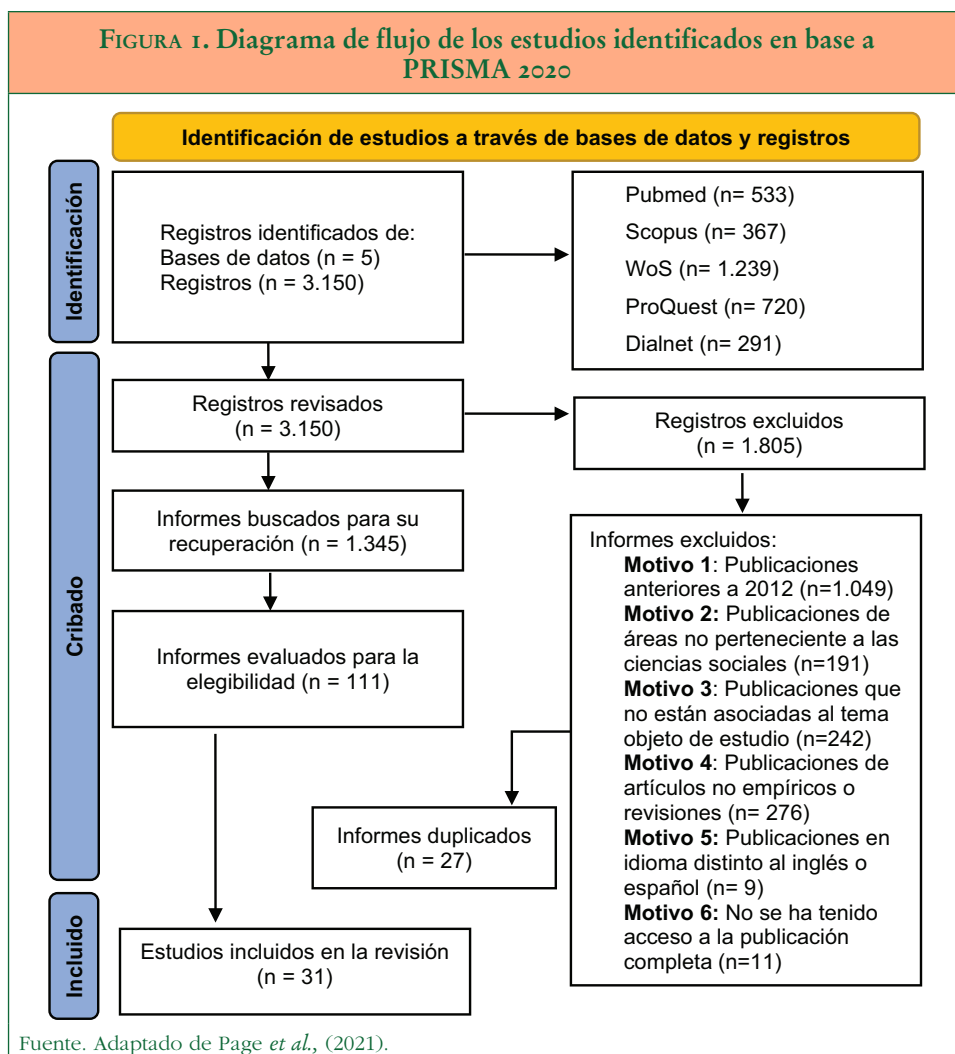 FIGURA 1. Diagrama de flujo de los estudios identificados en base a
PRISMA 2020
Identificación de estudios a través de bases de datos y registros
Identificación
Registros identificados de:
Bases de datos (n = 5)
Registros (n = 3.150)
Pubmed (n= 533)
Scopus (n= 367)
WoS (n= 1.239)
ProQuest (n= 720)
Dialnet (n= 291)
Cribado
Registros revisados
(n = 3.150)
Registros excluidos
(n = 1.805)
Informes buscados para su
recuperación (n = 1.345)
Informes evaluados para la
elegibilidad (n = 111)
Informes excluidos:
Motivo 1: Publicaciones
anteriores a 2012 (n=1.049)
Motivo 2: Publicaciones de
áreas no perteneciente a las
ciencias sociales (n=191)
Motivo 3: Publicaciones que
no están asociadas al tema
objeto de estudio (n=242)
Motivo 4: Publicaciones de
artículos no empíricos o
revisiones (n= 276)
Motivo 5: Publicaciones en
idioma distinto al inglés o
español (n= 9)
Motivo 6: No se ha tenido
acceso a la publicación
completa (n=11)
Informes duplicados
(n = 27)
Incluido
Estudios incluidos en la revisión
(n = 31)
Fuente. Adaptado de Page et al., (2021).